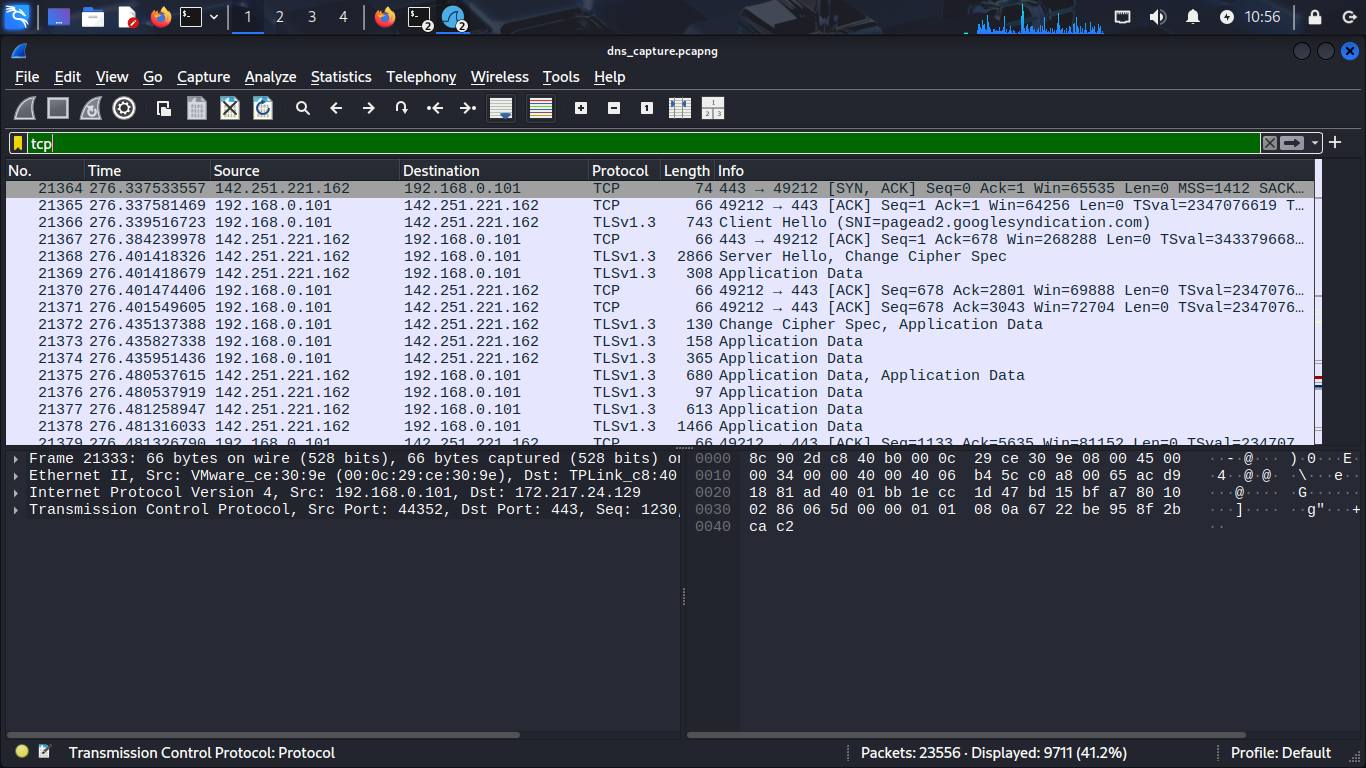 1 2 3 4 2 2 10:56
dns_capture.pcapng
File Edit View Go Capture Analyze Statistics Telephony Wireless Tools Help
tcp
No. Time Source Destination Protocol Length Info
21364 276.337533557 142.251.221.162 192.168.0.101 TCP 74 443 → 49212 [SYN, ACK] Seq=0 Ack=1 Win=65535 Len=0 MSS=1412 SACK…
21365 276.337581469 192.168.0.101 142.251.221.162 TCP 66 49212 → 443 [ACK] Seq=1 Ack=1 Win=64256 Len=0 TSval=2347076619 T…
21366 276.339516723 192.168.0.101 142.251.221.162 TLSv1.3 743 Client Hello (SNI=pagead2.googlesyndication.com)
21367 276.384239978 142.251.221.162 192.168.0.101 TCP 66 443 → 49212 [ACK] Seq=1 Ack=678 Win=268288 Len=0 TSval=343379668…
21368 276.401418326 142.251.221.162 192.168.0.101 TLSv1.3 2866 Server Hello, Change Cipher Spec
21369 276.401418679 142.251.221.162 192.168.0.101 TLSv1.3 308 Application Data
21370 276.401474406 192.168.0.101 142.251.221.162 TCP 66 49212 → 443 [ACK] Seq=678 Ack=2801 Win=69888 Len=0 TSval=2347076…
21371 276.401549605 192.168.0.101 142.251.221.162 TCP 66 49212 → 443 [ACK] Seq=678 Ack=3043 Win=72704 Len=0 TSval=2347076…
21372 276.435137388 192.168.0.101 142.251.221.162 TLSv1.3 130 Change Cipher Spec, Application Data
21373 276.435827338 192.168.0.101 142.251.221.162 TLSv1.3 158 Application Data
21374 276.435951436 192.168.0.101 142.251.221.162 TLSv1.3 365 Application Data
21375 276.480537615 142.251.221.162 192.168.0.101 TLSv1.3 680 Application Data, Application Data
21376 276.480537919 142.251.221.162 192.168.0.101 TLSv1.3 97 Application Data
21377 276.481258947 142.251.221.162 192.168.0.101 TLSv1.3 613 Application Data
21378 276.481316033 142.251.221.162 192.168.0.101 TLSv1.3 1466 Application Data
21379 276.481326790 192.168.0.101 142.251.221.162 TCP 66 49212 → 443 [ACK] Seq=1133 Ack=5635 Win=81152 Len=0 TSval=234707…
Frame 21333: 66 bytes on wire (528 bits), 66 bytes captured (528 bits) on
Ethernet II, Src: VMware_ce:30:9e (00:0c:29:ce:30:9e), Dst: TPLink_c8:40
Internet Protocol Version 4, Src: 192.168.0.101, Dst: 172.217.24.129
Transmission Control Protocol, Src Port: 44352, Dst Port: 443, Seq: 1230,
0000 8c 90 2d c8 40 b0 00 0c 29 ce 30 9e 08 00 45 00 ··-·@··· )·0···E·
0010 00 34 00 00 40 00 40 06 b4 5c c0 a8 00 65 ac d9 ·4··@·@· ·\···e··
0020 18 81 ad 40 01 bb 1e cc 1d 47 bd 15 bf a7 80 10 ···@···· ·G······
0030 02 86 06 5d 00 00 01 01 08 0a 67 22 be 95 8f 2b ···]···· ··g"···+
0040 ca c2 ··
Transmission Control Protocol: Protocol
Packets: 23556 · Displayed: 9711 (41.2%)
Profile: Default